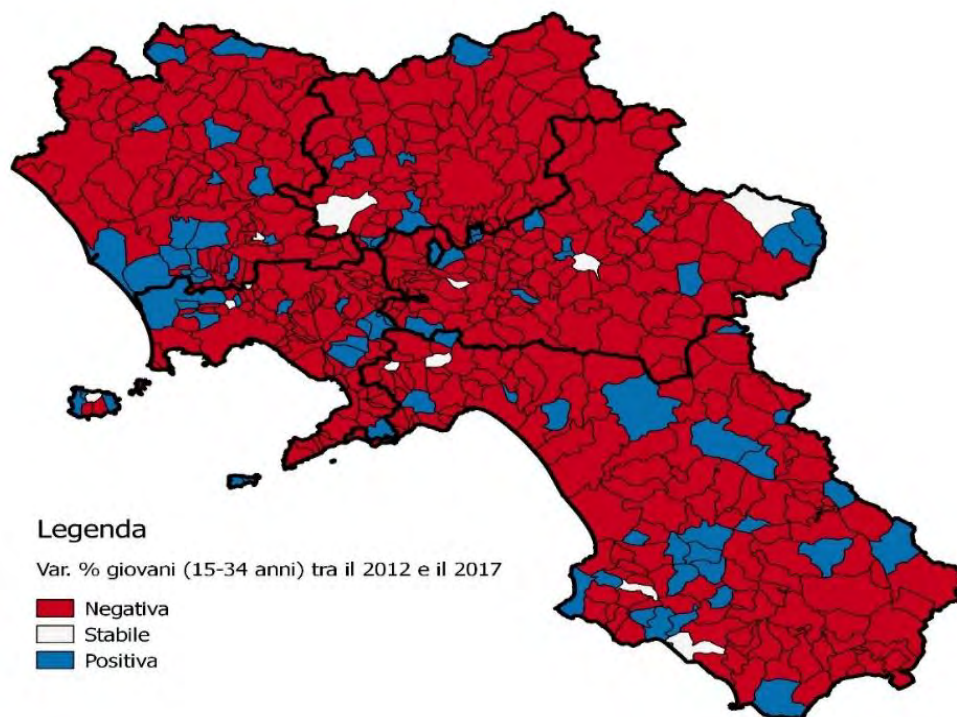 Legenda
Var. % giovani (15-34 anni) tra il 2012 e il 2017
Negativa
Stabile
Positiva